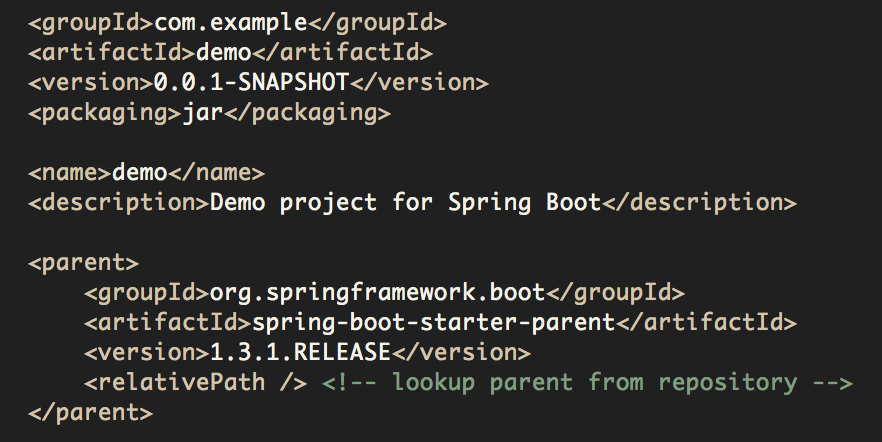 <groupId>com.example</groupId>
<artifactId>demo</artifactId>
<version>0.0.1-SNAPSHOT</version>
<packaging>jar</packaging>

<name>demo</name>
<description>Demo project for Spring Boot</description>

<parent>
    <groupId>org.springframework.boot</groupId>
    <artifactId>spring-boot-starter-parent</artifactId>
    <version>1.3.1.RELEASE</version>
    <relativePath /> <!-- lookup parent from repository -->
</parent>